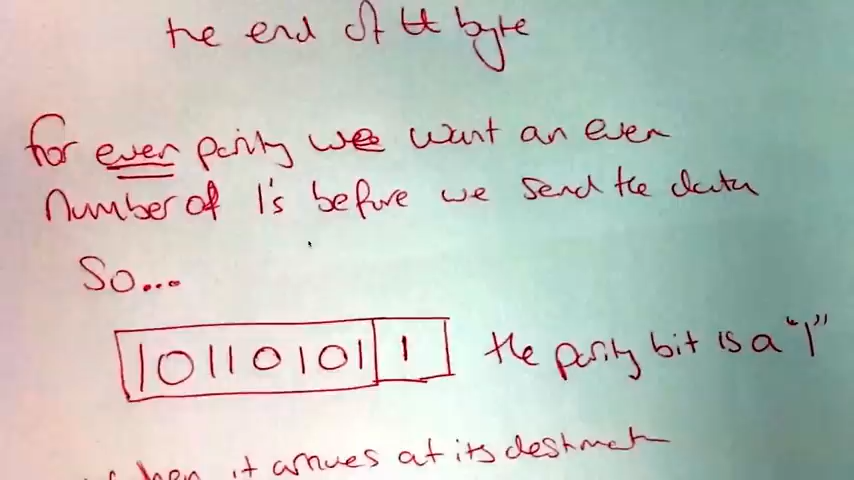 the end of the byte
For even parity we want an even
number of 1's before we send the data
So...
10110101 1 the parity bit is a "1"
when it arrives at its destination